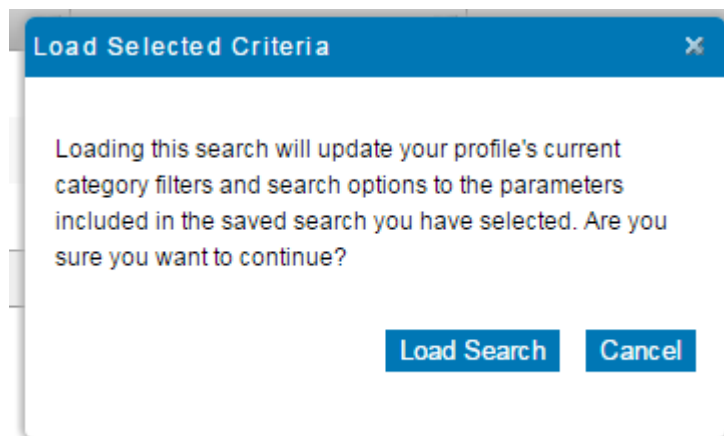 Load Selected Criteria
Loading this search will update your profile's current
category filters and search options to the parameters
included in the saved search you have selected. Are you
sure you want to continue?
Load Search Cancel